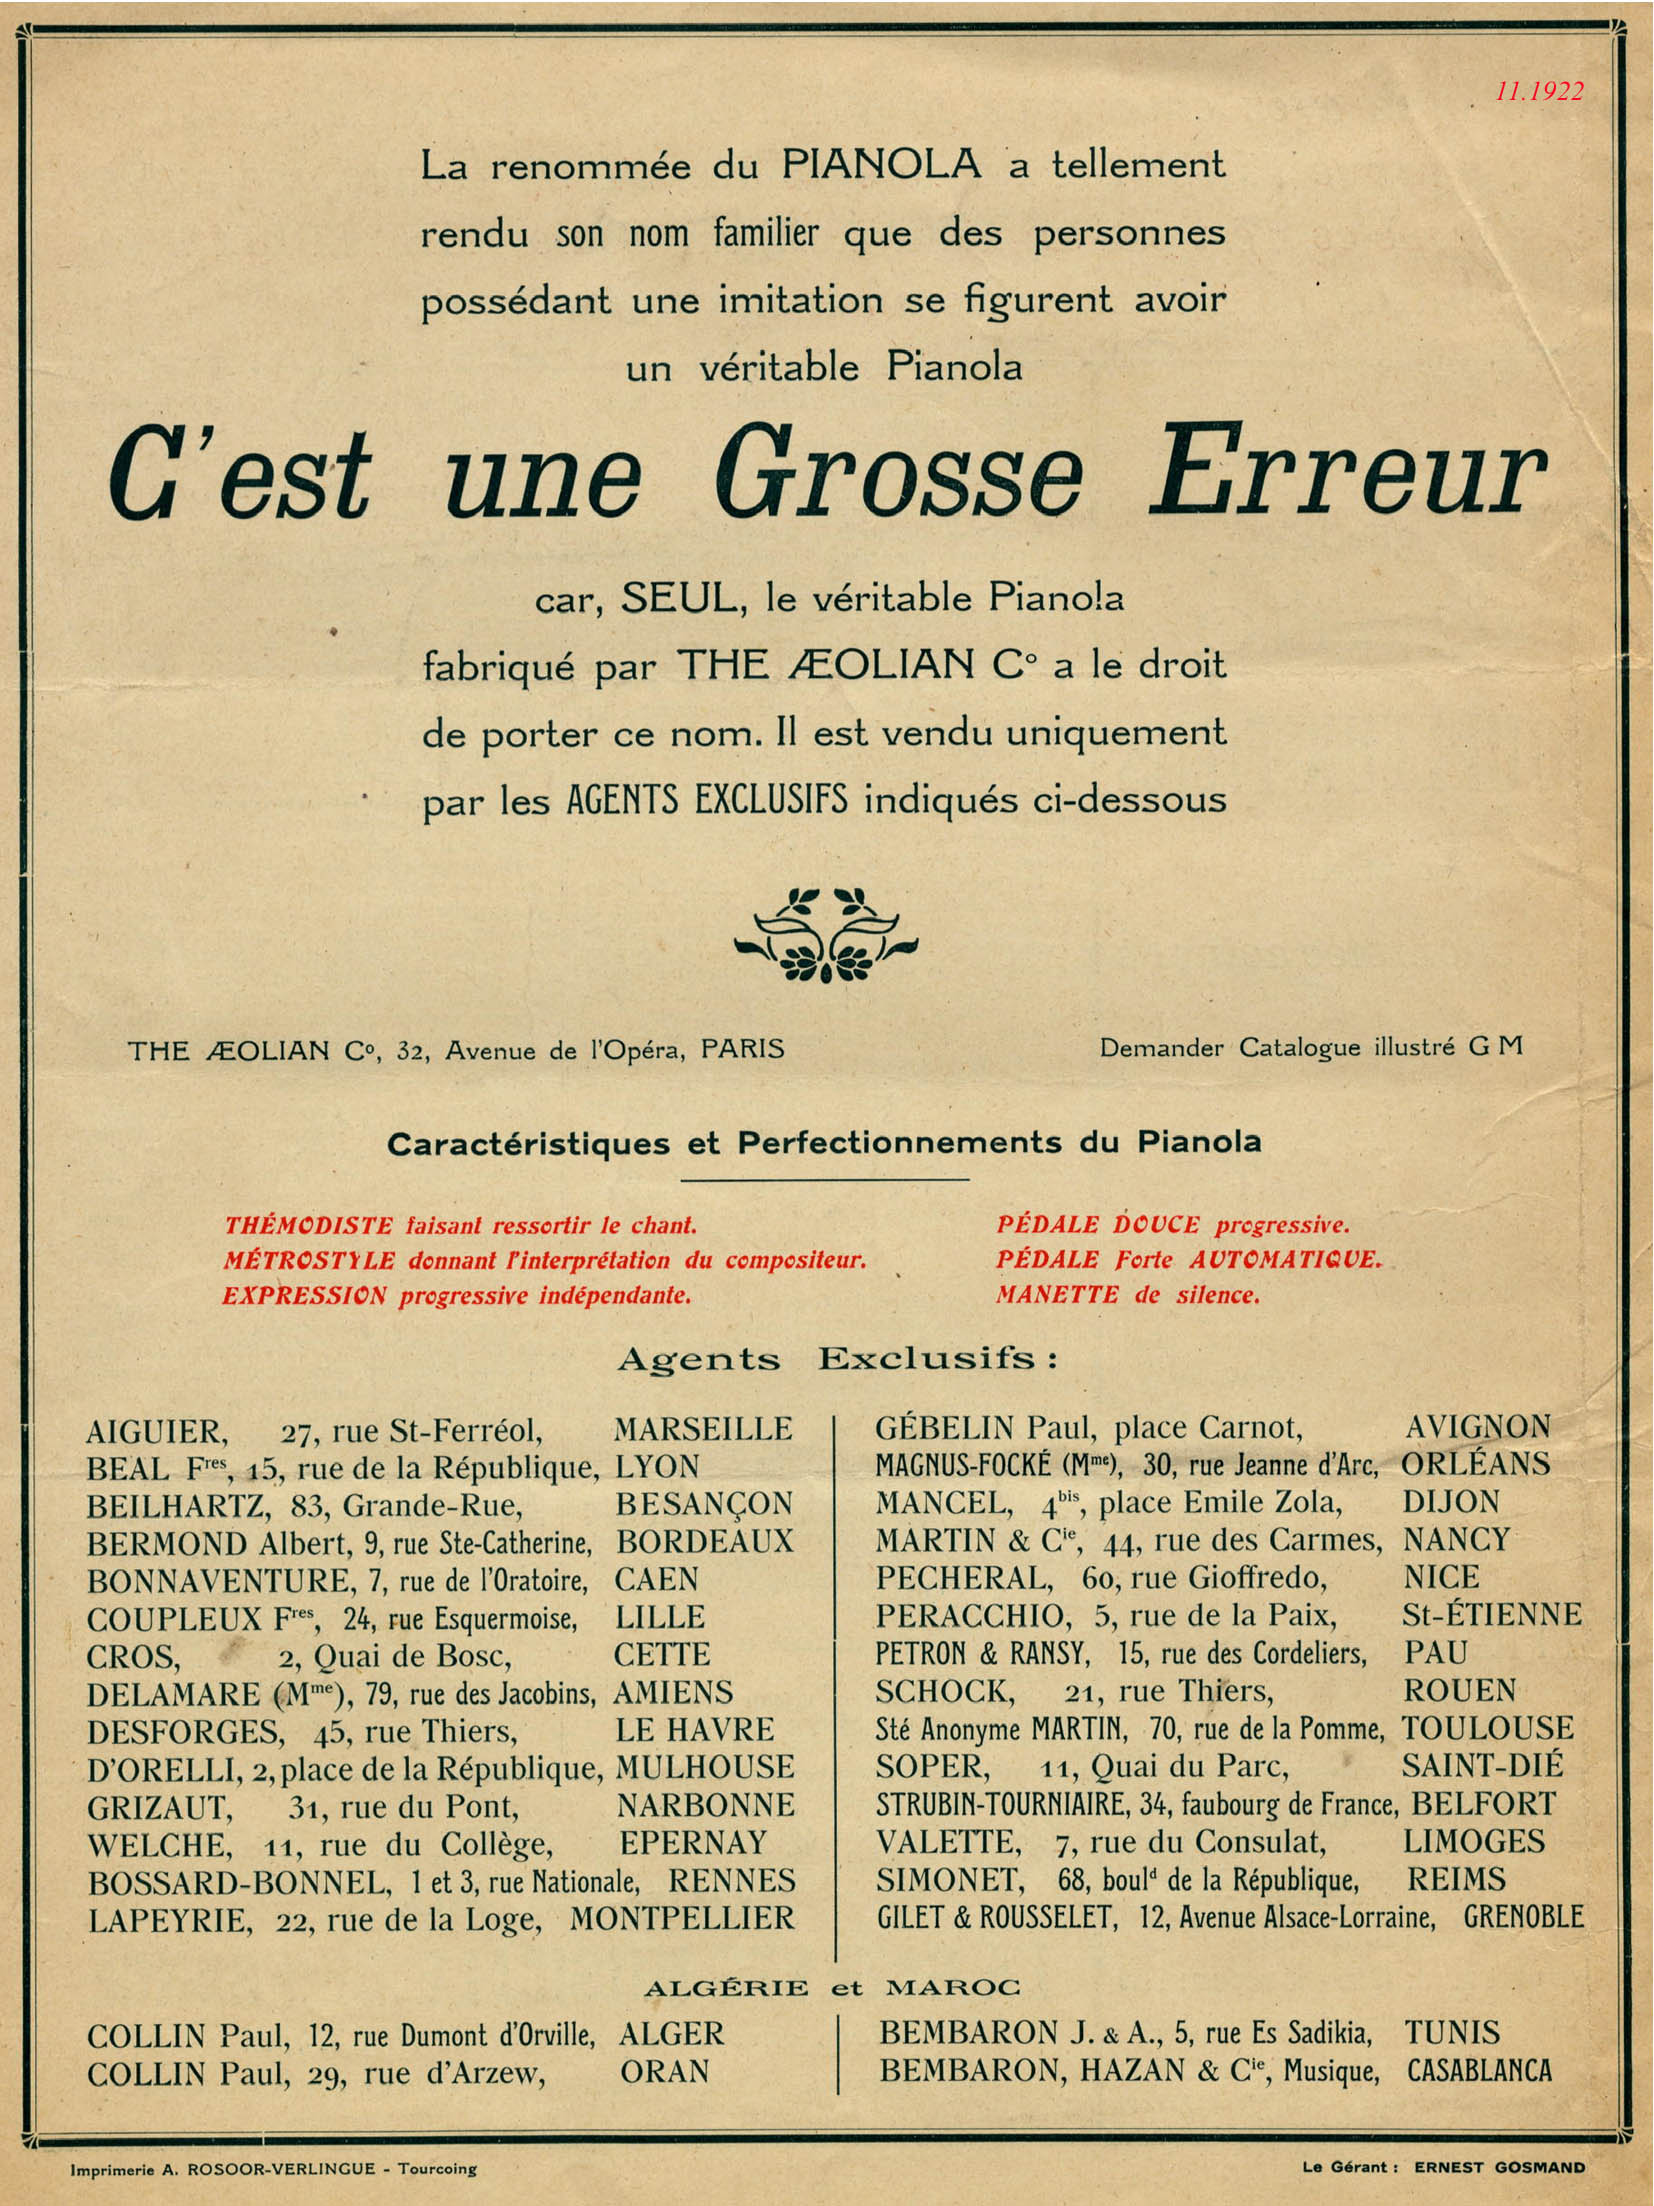 11.1922
La renommée du PIANOLA a tellement
rendu son nom familier que des personnes
possédant une imitation se figurent avoir
un véritable Pianola
C'est une Grosse Erreur
car, SEUL, le véritable Pianola
fabriqué par THE ÆOLIAN Cº a le droit
de porter ce nom. Il est vendu uniquement
par les AGENTS EXCLUSIFS indiqués ci-dessous
THE ÆOLIAN Cº, 32, Avenue de l'Opéra, PARIS
Demander Catalogue illustré G M
Caractéristiques et Perfectionnements du Pianola
THÉMODISTE faisant ressortir le chant.
MÉTROSTYLE donnant l'interprétation du compositeur.
EXPRESSION progressive indépendante.
PÉDALE DOUCE progressive.
PÉDALE Forte AUTOMATIQUE.
MANETTE de silence.
Agents Exclusifs :
AIGUIER, 27, rue St-Ferréol, MARSEILLE
BEAL Fres, 15, rue de la République, LYON
BEILHARTZ, 83, Grande-Rue, BESANÇON
BERMOND Albert, 9, rue Ste-Catherine, BORDEAUX
BONNAVENTURE, 7, rue de l'Oratoire, CAEN
COUPLEUX Fres, 24, rue Esquermoise, LILLE
CROS, 2, Quai de Bosc, CETTE
DELAMARE (Mme), 79, rue des Jacobins, AMIENS
DESFORGES, 45, rue Thiers, LE HAVRE
D'ORELLI, 2, place de la République, MULHOUSE
GRIZAUT, 31, rue du Pont, NARBONNE
WELCHE, 11, rue du Collège, EPERNAY
BOSSARD-BONNEL, 1 et 3, rue Nationale, RENNES
LAPEYRIE, 22, rue de la Loge, MONTPELLIER
GÉBELIN Paul, place Carnot, AVIGNON
MAGNUS-FOCKÉ (Mme), 30, rue Jeanne d'Arc, ORLÉANS
MANCEL, 4bis, place Emile Zola, DIJON
MARTIN & Cie, 44, rue des Carmes, NANCY
PECHERAL, 60, rue Gioffredo, NICE
PERACCHIO, 5, rue de la Paix, St-ÉTIENNE
PETRON & RANSY, 15, rue des Cordeliers, PAU
SCHOCK, 21, rue Thiers, ROUEN
Sté Anonyme MARTIN, 70, rue de la Pomme, TOULOUSE
SOPER, 11, Quai du Parc, SAINT-DIÉ
STRUBIN-TOURNIAIRE, 34, faubourg de France, BELFORT
VALETTE, 7, rue du Consulat, LIMOGES
SIMONET, 68, bould de la République, REIMS
GILET & ROUSSELET, 12, Avenue Alsace-Lorraine, GRENOBLE
ALGÉRIE et MAROC
COLLIN Paul, 12, rue Dumont d'Orville, ALGER
COLLIN Paul, 29, rue d'Arzew, ORAN
BEMBARON J. & A., 5, rue Es Sadikia, TUNIS
BEMBARON, HAZAN & Cie, Musique, CASABLANCA
Imprimerie A. ROSOOR-VERLINGUE - Tourcoing
Le Gérant : ERNEST GOSMAND